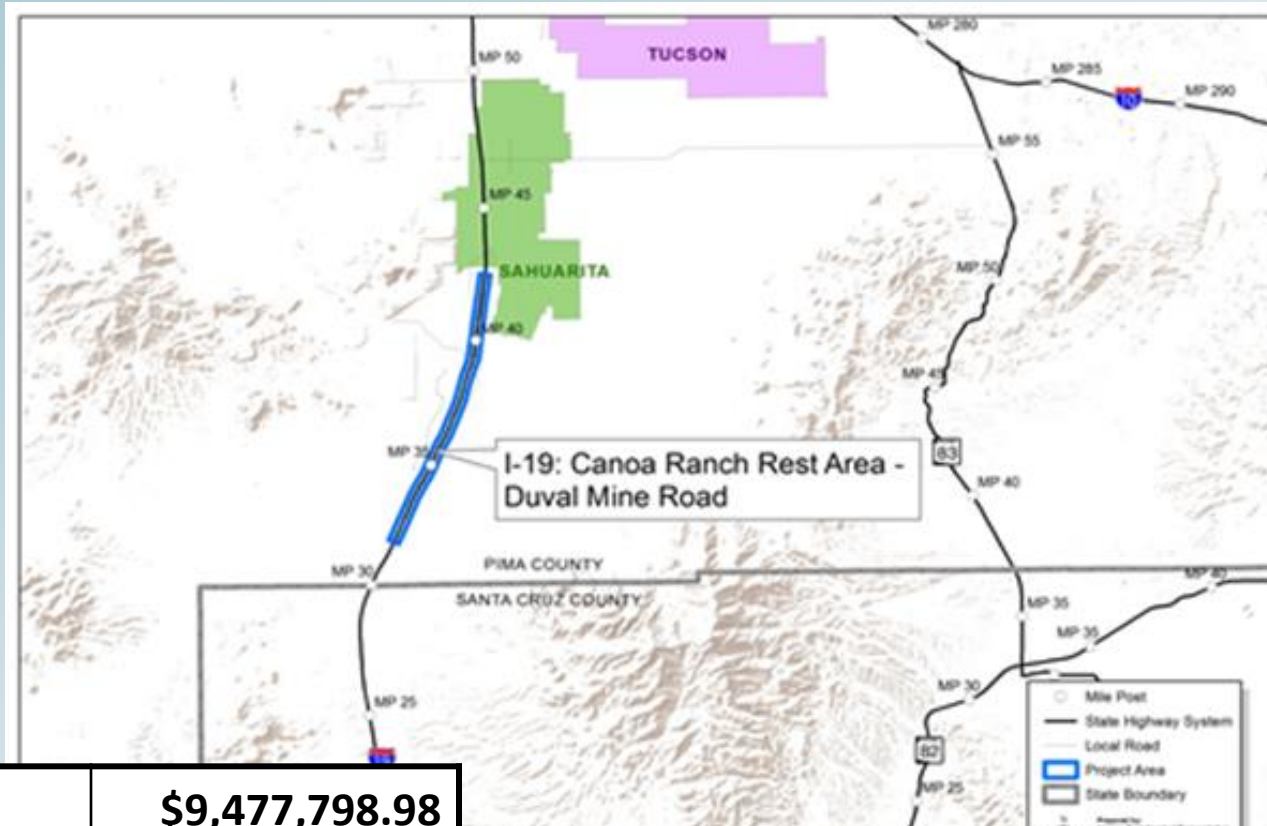 MP 280
MP 50
TUCSON
MP 285
10
MP 290
MP 55
MP 45
MP 50
SAHUARITA
MP 40
MP 45
MP 35
I-19: Canoa Ranch Rest Area -
Duval Mine Road
83
MP 40
PIMA COUNTY
MP 30
MP 40
SANTA CRUZ COUNTY
MP 35
MP 35
MP 30
MP 25
Mile Post
State Highway System
Local Road
82
Project Area
MP 25
State Boundary
$9,477,798.98